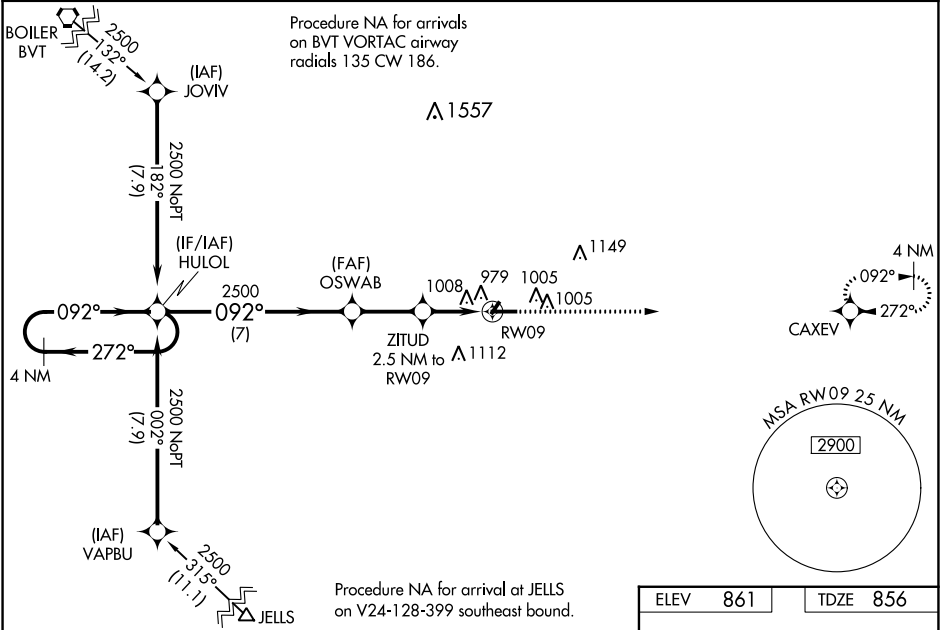 Procedure NA for arrivals
on BVT VORTAC airway
radials 135 CW 186.
BOILER
BVT
2500
132°
(14.2)
(IAF)
JOVIV
1557
2500 NoPT
182°
(7.9)
(IF/IAF)
HULOL
092°
272°
4 NM
2500
092°
(7)
(FAF)
OSWAB
ZITUD
2.5 NM to
RW09
1008
979
1005
1005
1149
1112
RW09
4 NM
092°
272°
CAXEV
2500 NoPT
002°
(7.9)
(IAF)
VAPBU
2500
315°
(11.1)
JELLS
MSA RW09 25 NM
2900
Procedure NA for arrival at JELLS
on V24-128-399 southeast bound.
ELEV 861
TDZE 856